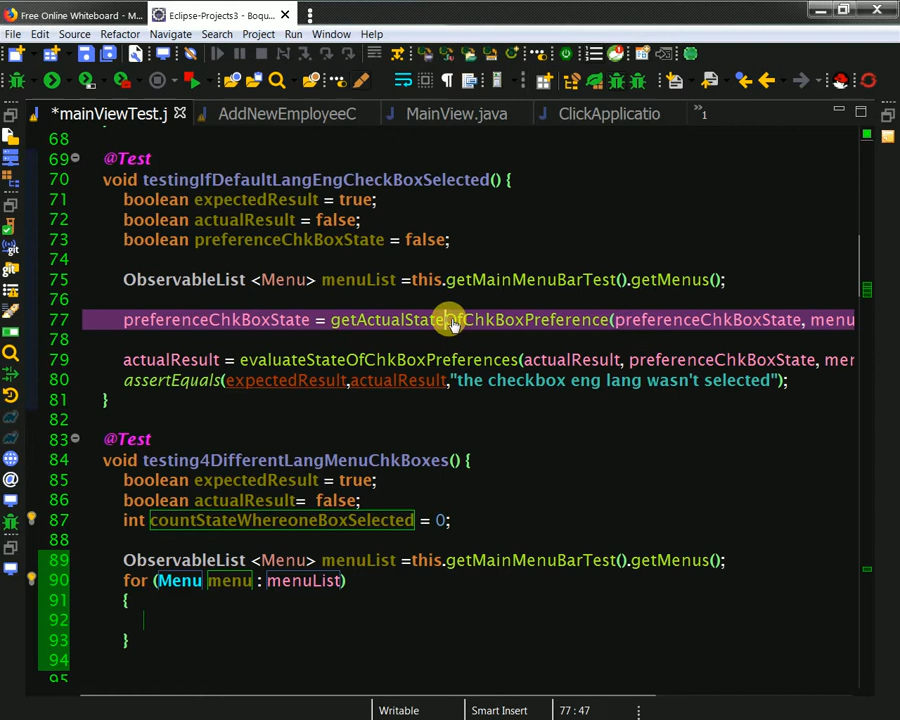 Free Online Whiteboard - M...
Eclipse-Projects3 - Boqu...
File Edit Source Refactor Navigate Search Project Run Window Help
*mainViewTest.j AddNewEmployeeC MainView.java ClickApplicatio »1
68
69 @Test
70 void testingIfDefaultLangEngCheckBoxSelected() {
71 boolean expectedResult = true;
72 boolean actualResult = false;
73 boolean preferenceChkBoxState = false;
74
75 ObservableList <Menu> menuList =this.getMainMenuBarTest().getMenus();
76
77 preferenceChkBoxState = getActualStateOfChkBoxPreference(preferenceChkBoxState, menu
78
79 actualResult = evaluateStateOfChkBoxPreferences(actualResult, preferenceChkBoxState, mer
80 assertEquals(expectedResult,actualResult,"the checkbox eng lang wasn't selected");
81 }
82
83 @Test
84 void testing4DifferentLangMenuChkBoxes() {
85 boolean expectedResult = true;
86 boolean actualResult= false;
87 int countStateWhereoneBoxSelected = 0;
88
89 ObservableList <Menu> menuList =this.getMainMenuBarTest().getMenus();
90 for (Menu menu : menuList)
91 {
92
93 }
94
95
Writable Smart Insert 77 : 47